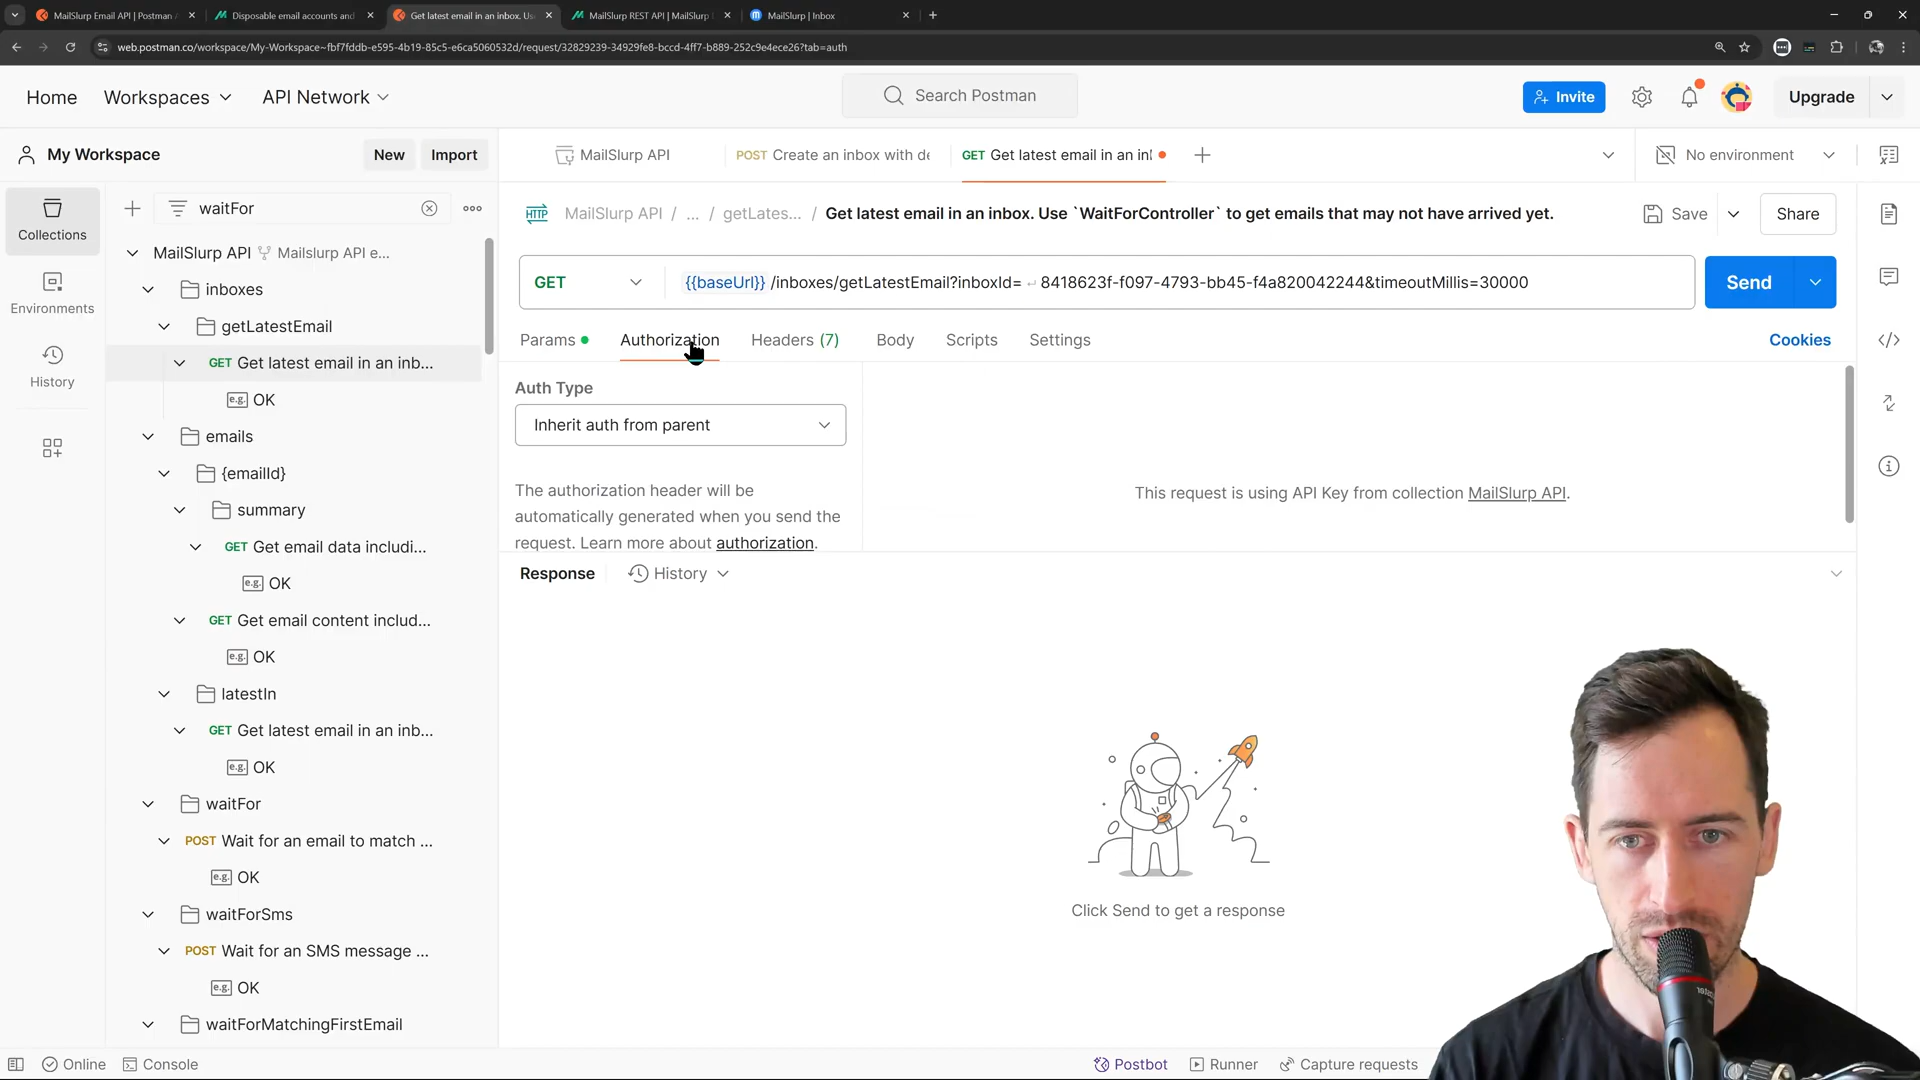 MailSlurp Email API | Postman A
Disposable email accounts and
Get latest email in an inbox. Us
MailSlurp REST API | MailSlurp
MailSlurp | Inbox
web.postman.co/workspace/My-Workspace~fbf7fddb-e595-4b19-85c5-e6ca5060532d/request/32829239-34929fe8-bccd-4ff7-b889-252c9e4ece26?tab=auth
Home
Workspaces
API Network
Search Postman
Invite
Upgrade
My Workspace
New
Import
MailSlurp API
POST Create an inbox with de
GET Get latest email in an in
No environment
Collections
Environments
History
waitFor
MailSlurp API Mailslurp API e...
inboxes
getLatestEmail
GET Get latest email in an inb...
e.g. OK
emails
{emailId}
summary
GET Get email data includi...
e.g. OK
GET Get email content includ...
e.g. OK
latestIn
GET Get latest email in an inb...
e.g. OK
waitFor
POST Wait for an email to match ...
e.g. OK
waitForSms
POST Wait for an SMS message ...
e.g. OK
waitForMatchingFirstEmail
HTTP MailSlurp API / ... / getLates... / Get latest email in an inbox. Use `WaitForController` to get emails that may not have arrived yet.
Save
Share
GET
{{baseUrl}} /inboxes/getLatestEmail?inboxId= 8418623f-f097-4793-bb45-f4a820042244&timeoutMillis=30000
Send
Params
Authorization
Headers (7)
Body
Scripts
Settings
Cookies
Auth Type
Inherit auth from parent
The authorization header will be
automatically generated when you send the
request. Learn more about authorization.
This request is using API Key from collection MailSlurp API.
Response
History
Click Send to get a response
Online
Console
Postbot
Runner
Capture requests